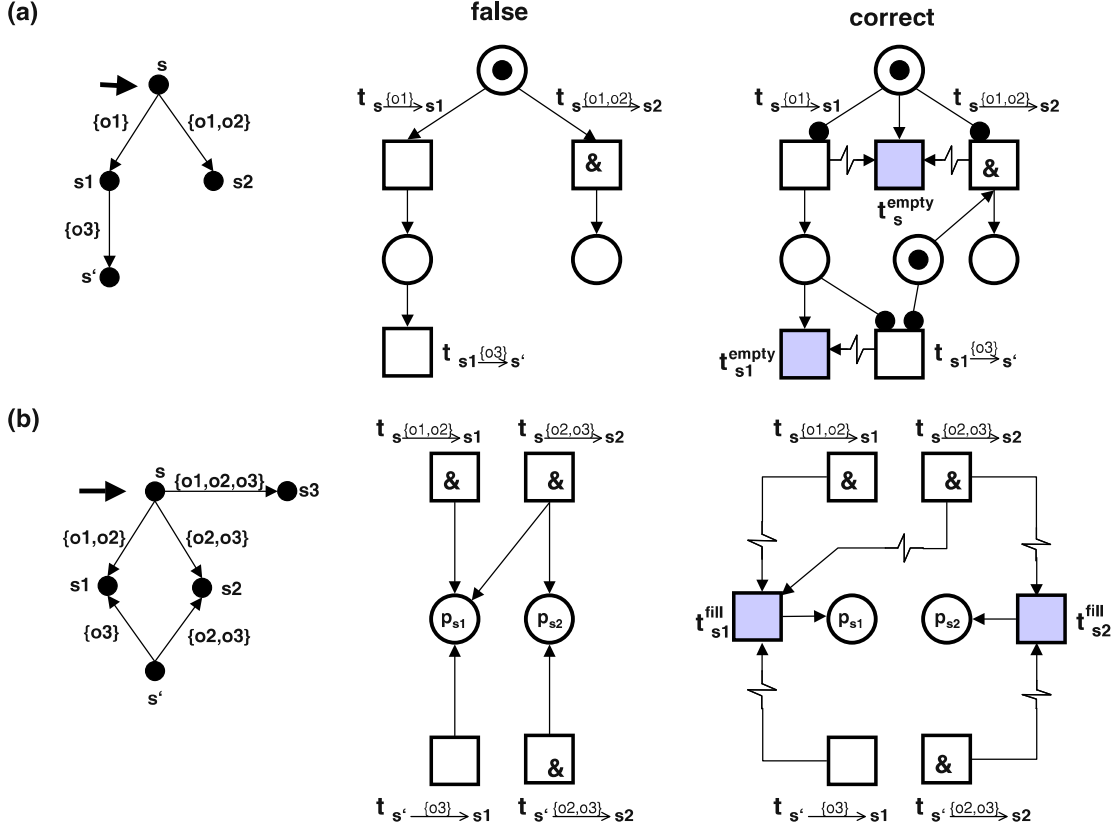 (a)
false
correct
s
{o1}
{o1,o2}
s1
s2
{o3}
s‘
t s {o1} s1
t s {o1,o2} s2
&
t s1 {o3} s‘
t s {o1} s1
t s {o1,o2} s2
&
t s empty
t s1 empty
t s1 {o3} s‘
(b)
s
{o1,o2,o3}
s3
{o1,o2}
{o2,o3}
s1
s2
{o3}
{o2,o3}
s‘
t s {o1,o2} s1
t s {o2,o3} s2
&
&
p s1
p s2
&
t s‘ {o3} s1
t s‘ {o2,o3} s2
t s {o1,o2} s1
t s {o2,o3} s2
&
&
t s1 fill
p s1
p s2
t s2 fill
&
t s‘ {o3} s1
t s‘ {o2,o3} s2